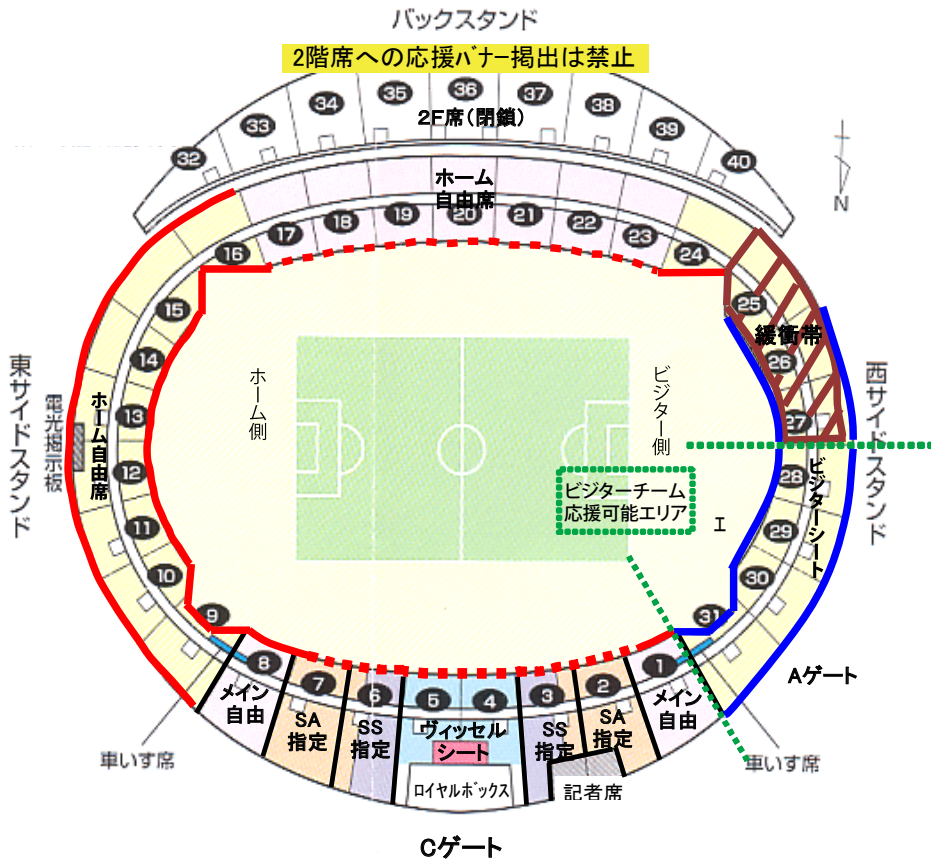 バックスタンド
2階席への応援バナー掲出は禁止
32
33
34
35
36
37
38
39
40
2F席(閉鎖)
N
ホーム
自由席
16
17
18
19
20
21
22
23
24
15
14
13
12
11
10
9
25
26
27
28
29
30
31
緩衝帯
東サイドスタンド
電光掲示板
ホーム自由席
ホーム側
ビジター側
ビジターチーム
応援可能エリア
エ
ビジターシート
西サイドスタンド
Aゲート
8
7
6
5
4
3
2
1
メイン
自由
SA
指定
SS
指定
ヴィッセル
シート
SS
指定
SA
指定
メイン
自由
車いす席
車いす席
ロイヤルボックス
記者席
Cゲート